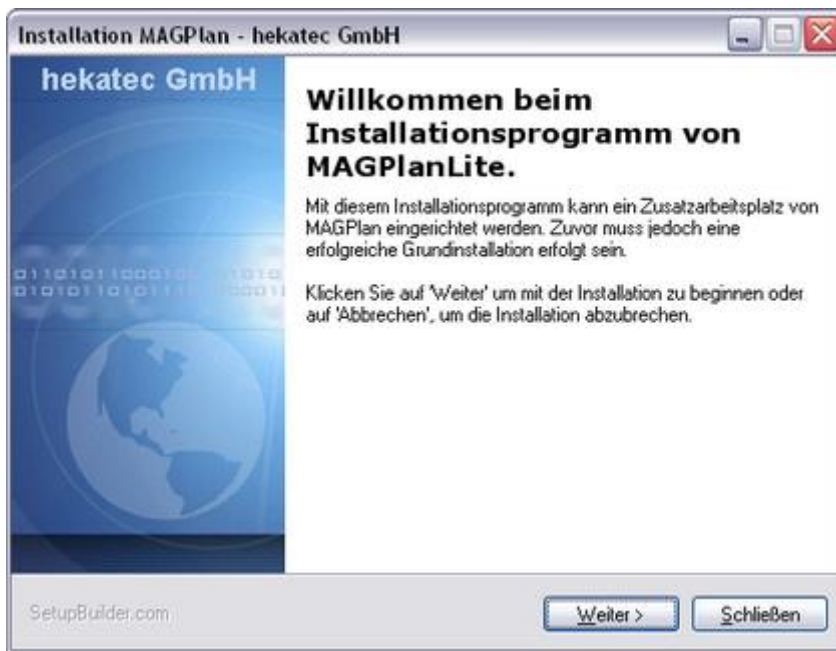 Installation MAGPlan - hekatec GmbH
hekatec GmbH
Willkommen beim
Installationsprogramm von
MAGPlanLite.
Mit diesem Installationsprogramm kann ein Zusatzarbeitsplatz von
MAGPlan eingerichtet werden. Zuvor muss jedoch eine
erfolgreiche Grundinstallation erfolgt sein.
Klicken Sie auf 'Weiter' um mit der Installation zu beginnen oder
auf 'Abbrechen', um die Installation abzubrechen.
SetupBuilder.com
Weiter >
Schließen